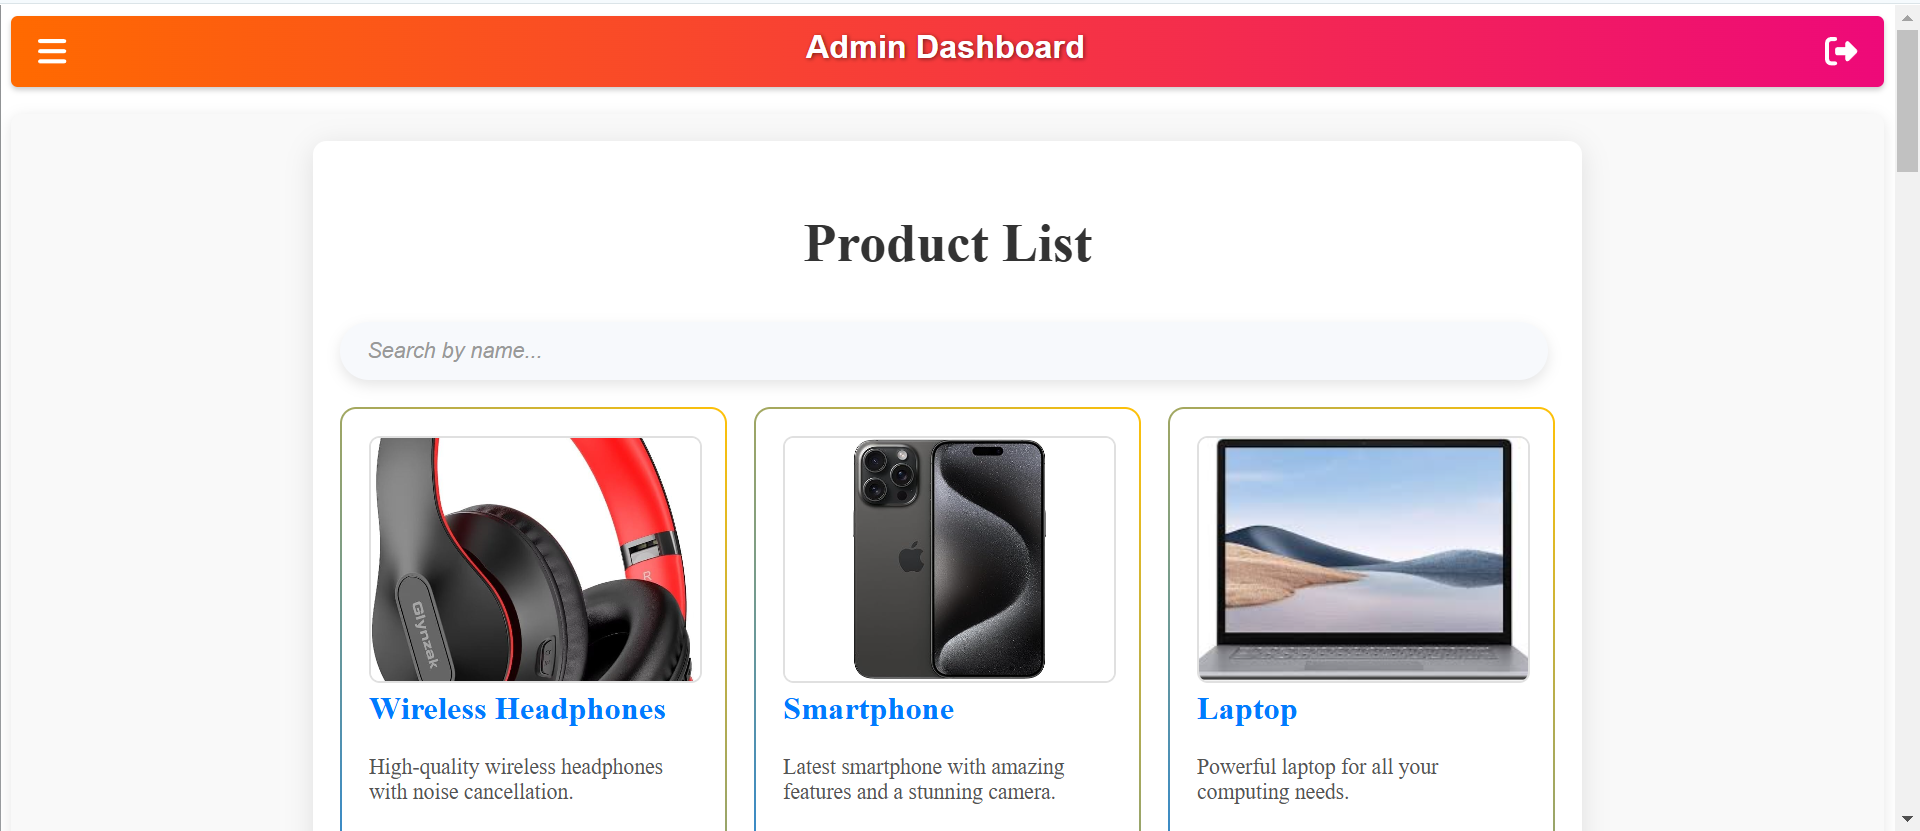 Admin Dashboard
Product List
Search by name...
Glynzak
R
Wireless Headphones
Smartphone
Laptop
High-quality wireless headphones
with noise cancellation.
Latest smartphone with amazing
features and a stunning camera.
Powerful laptop for all your
computing needs.